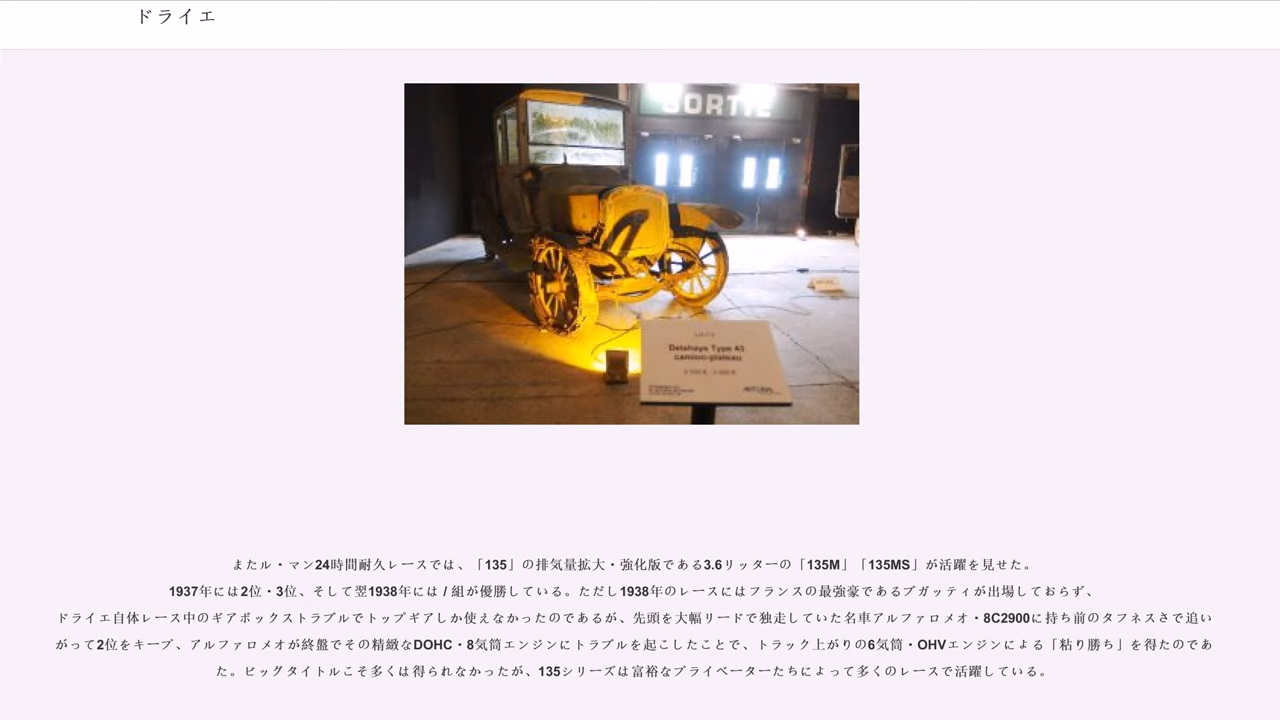 ドライエ
SORTIE
Delahaye Type 43
camion-plateau
またル・マン24時間耐久レースでは、「135」の排気量拡大・強化版である3.6リッターの「135M」「135MS」が活躍を見せた。
1937年には2位・3位、そして翌1938年には / 組が優勝している。ただし1938年のレースにはフランスの最強豪であるブガッティが出場しておらず、
ドライエ自体レース中のギアボックストラブルでトップギアしか使えなかったのであるが、先頭を大幅リードで独走していた名車アルファロメオ・8C2900に持ち前のタフネスさで追い
がって2位をキープ、アルファロメオが終盤でその精緻なDOHC・8気筒エンジンにトラブルを起こしたことで、トラック上がりの6気筒・OHVエンジンによる「粘り勝ち」を得たのであ
た。ビッグタイトルこそ多くは得られなかったが、135シリーズは富裕なプライベーターたちによって多くのレースで活躍している。